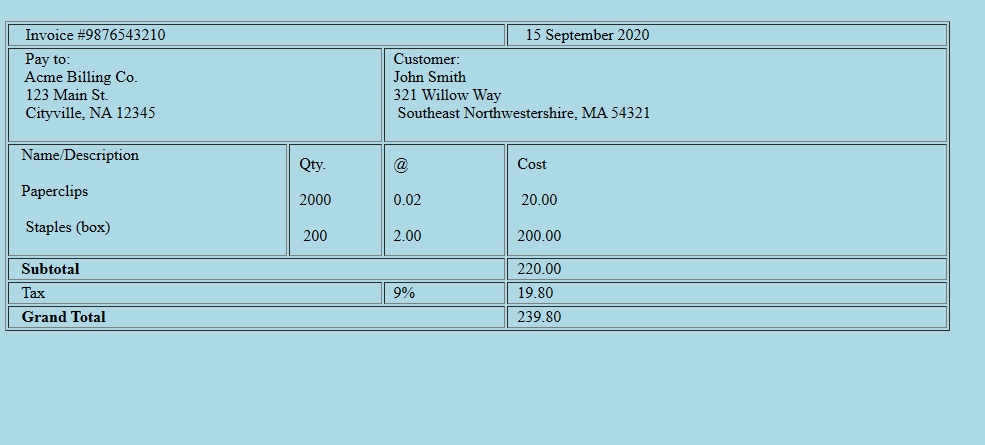 Invoice #9876543210 15 September 2020
Pay to:
Acme Billing Co.
123 Main St.
Cityville, NA 12345
Customer:
John Smith
321 Willow Way
Southeast Northwestershire, MA 54321
Name/Description Qty. @ Cost
Paperclips 2000 0.02 20.00
Staples (box) 200 2.00 200.00
Subtotal 220.00
Tax 9% 19.80
Grand Total 239.80